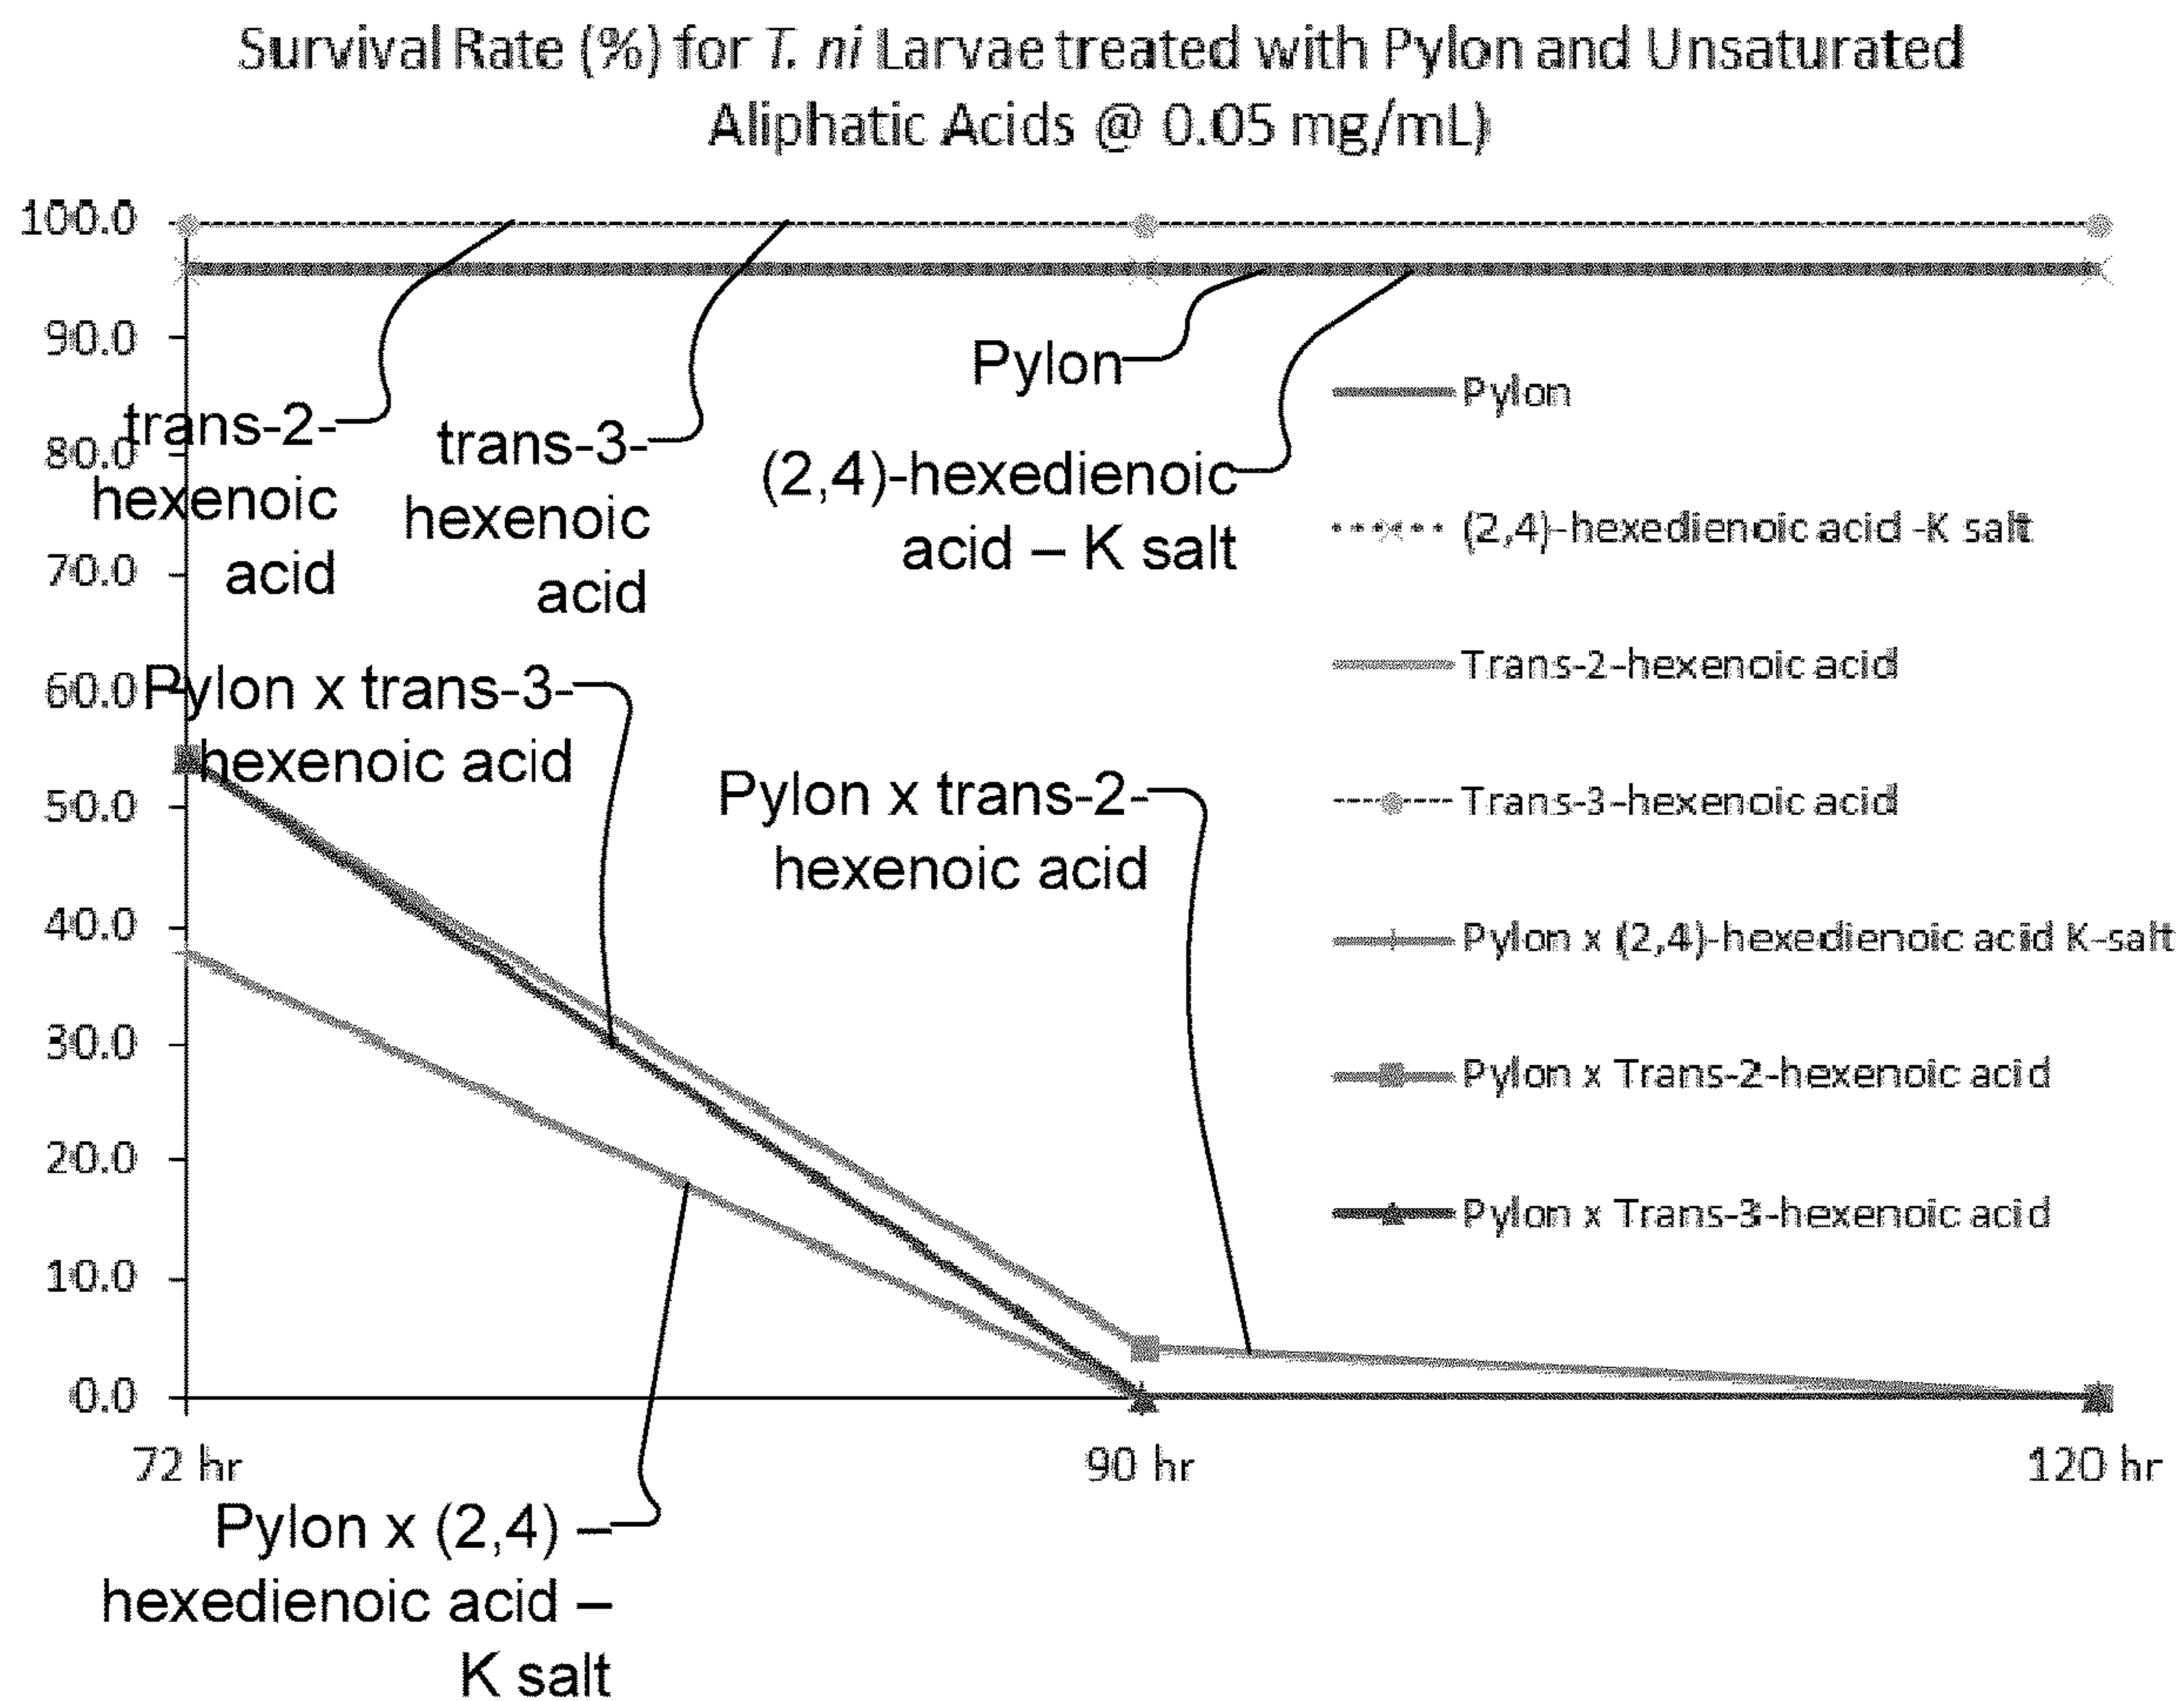 Survival Rate (%) for T. ni Larvae treated with Pylon and Unsaturated
Aliphatic Acids @ 0.05 mg/mL)
100.0
90.0
80.0
70.0
60.0
50.0
40.0
30.0
20.0
10.0
0.0
72 hr
90 hr
120 hr
trans-2-
hexenoic
acid
trans-3-
hexenoic
acid
Pylon
(2,4)-hexedienoic
acid – K salt
Pylon x trans-3-
hexenoic acid
Pylon x trans-2-
hexenoic acid
Pylon x (2,4) –
hexedienoic acid –
K salt
Pylon
(2,4)-hexedienoic acid -K salt
Trans-2-hexenoic acid
Trans-3-hexenoic acid
Pylon x (2,4)-hexedienoic acid K-salt
Pylon x Trans-2-hexenoic acid
Pylon x Trans-3-hexenoic acid